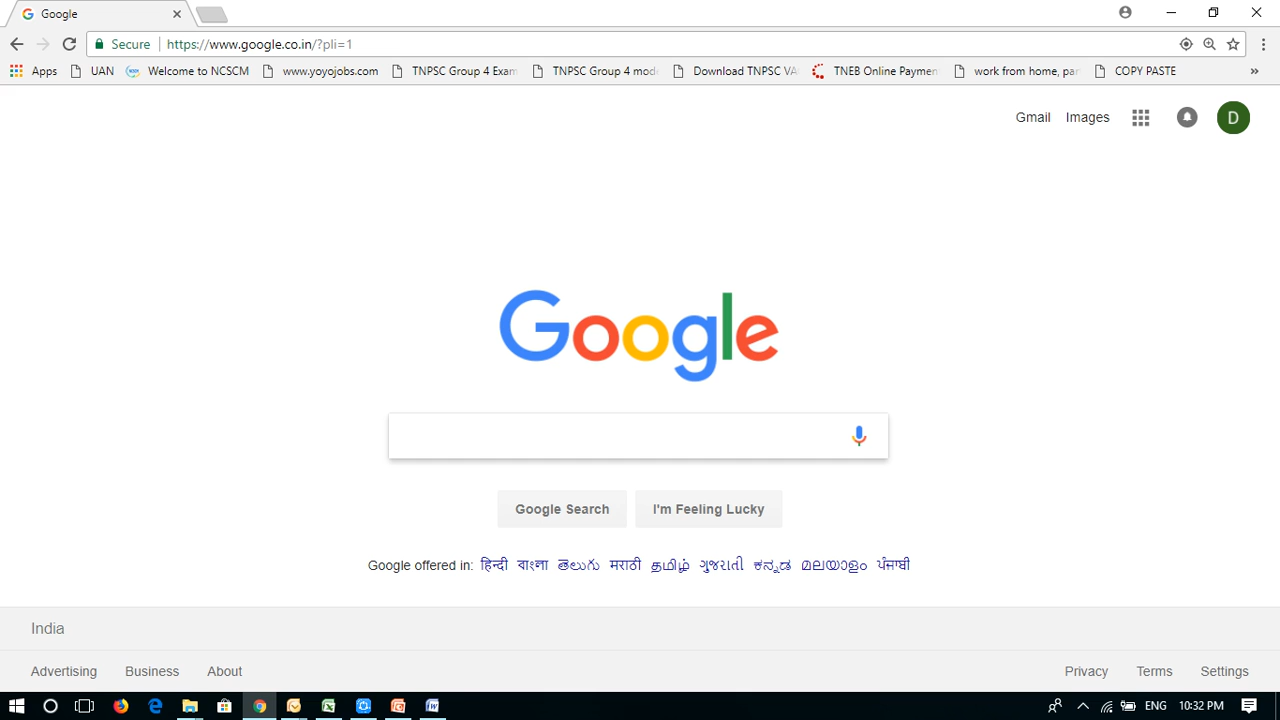 Google
Secure https://www.google.co.in/?pli=1
Apps UAN Welcome to NCSCM www.yoyojobs.com TNPSC Group 4 Exam TNPSC Group 4 mode Download TNPSC VA TNEB Online Paymen work from home, par COPY PASTE »
Gmail Images D
Google
Google Search I'm Feeling Lucky
Google offered in: हिन्दी বাংলা తెలుగు मराठी தமிழ் ગુજરાતી ಕನ್ನಡ മലയാളം ਪੰਜਾਬੀ
India
Advertising Business About Privacy Terms Settings
ENG 10:32 PM